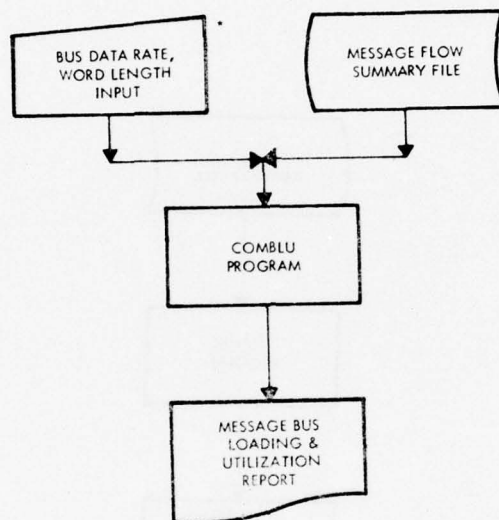 BUS DATA RATE,
WORD LENGTH
INPUT
MESSAGE FLOW
SUMMARY FILE
COMBLU
PROGRAM
MESSAGE BUS
LOADING &
UTILIZATION
REPORT